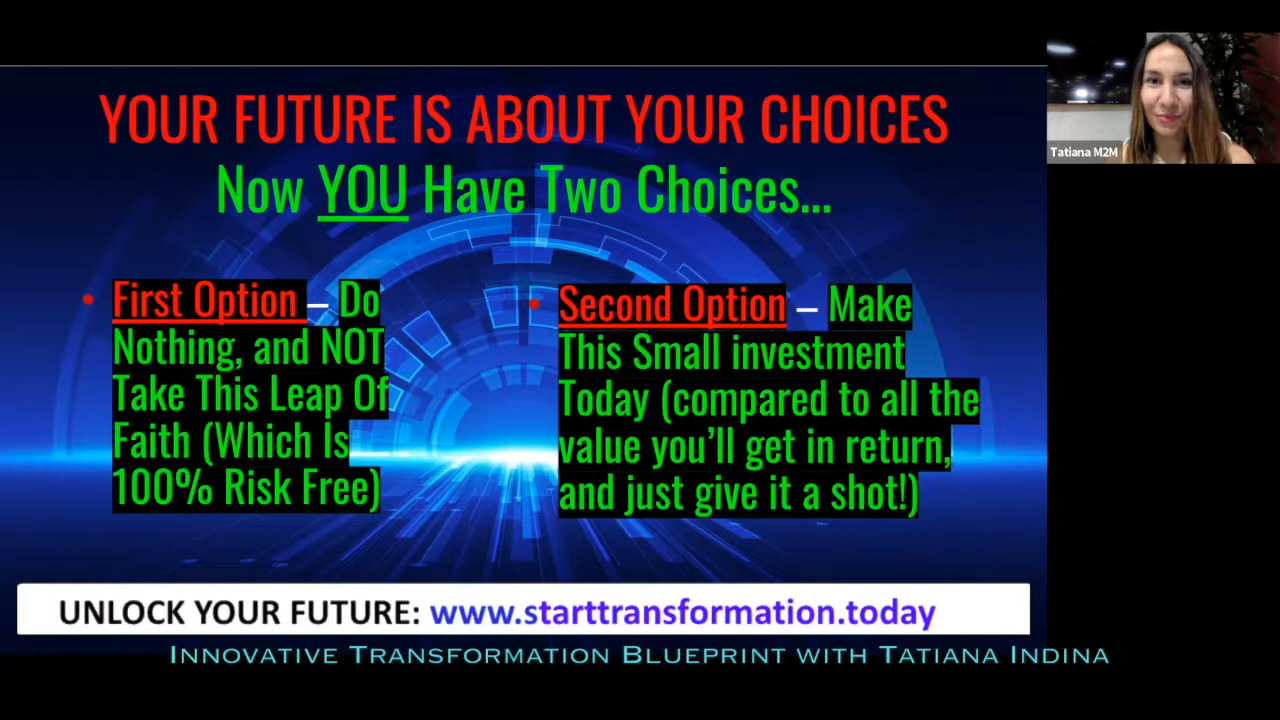 YOUR FUTURE IS ABOUT YOUR CHOICES
Now YOU Have Two Choices...
First Option – Do
Nothing, and NOT
Take This Leap Of
Faith (Which Is
100% Risk Free)
Second Option – Make
This Small investment
Today (compared to all the
value you’ll get in return,
and just give it a shot!)
UNLOCK YOUR FUTURE: www.starttransformation.today
INNOVATIVE TRANSFORMATION BLUEPRINT WITH TATIANA INDINA
Tatiana M2M